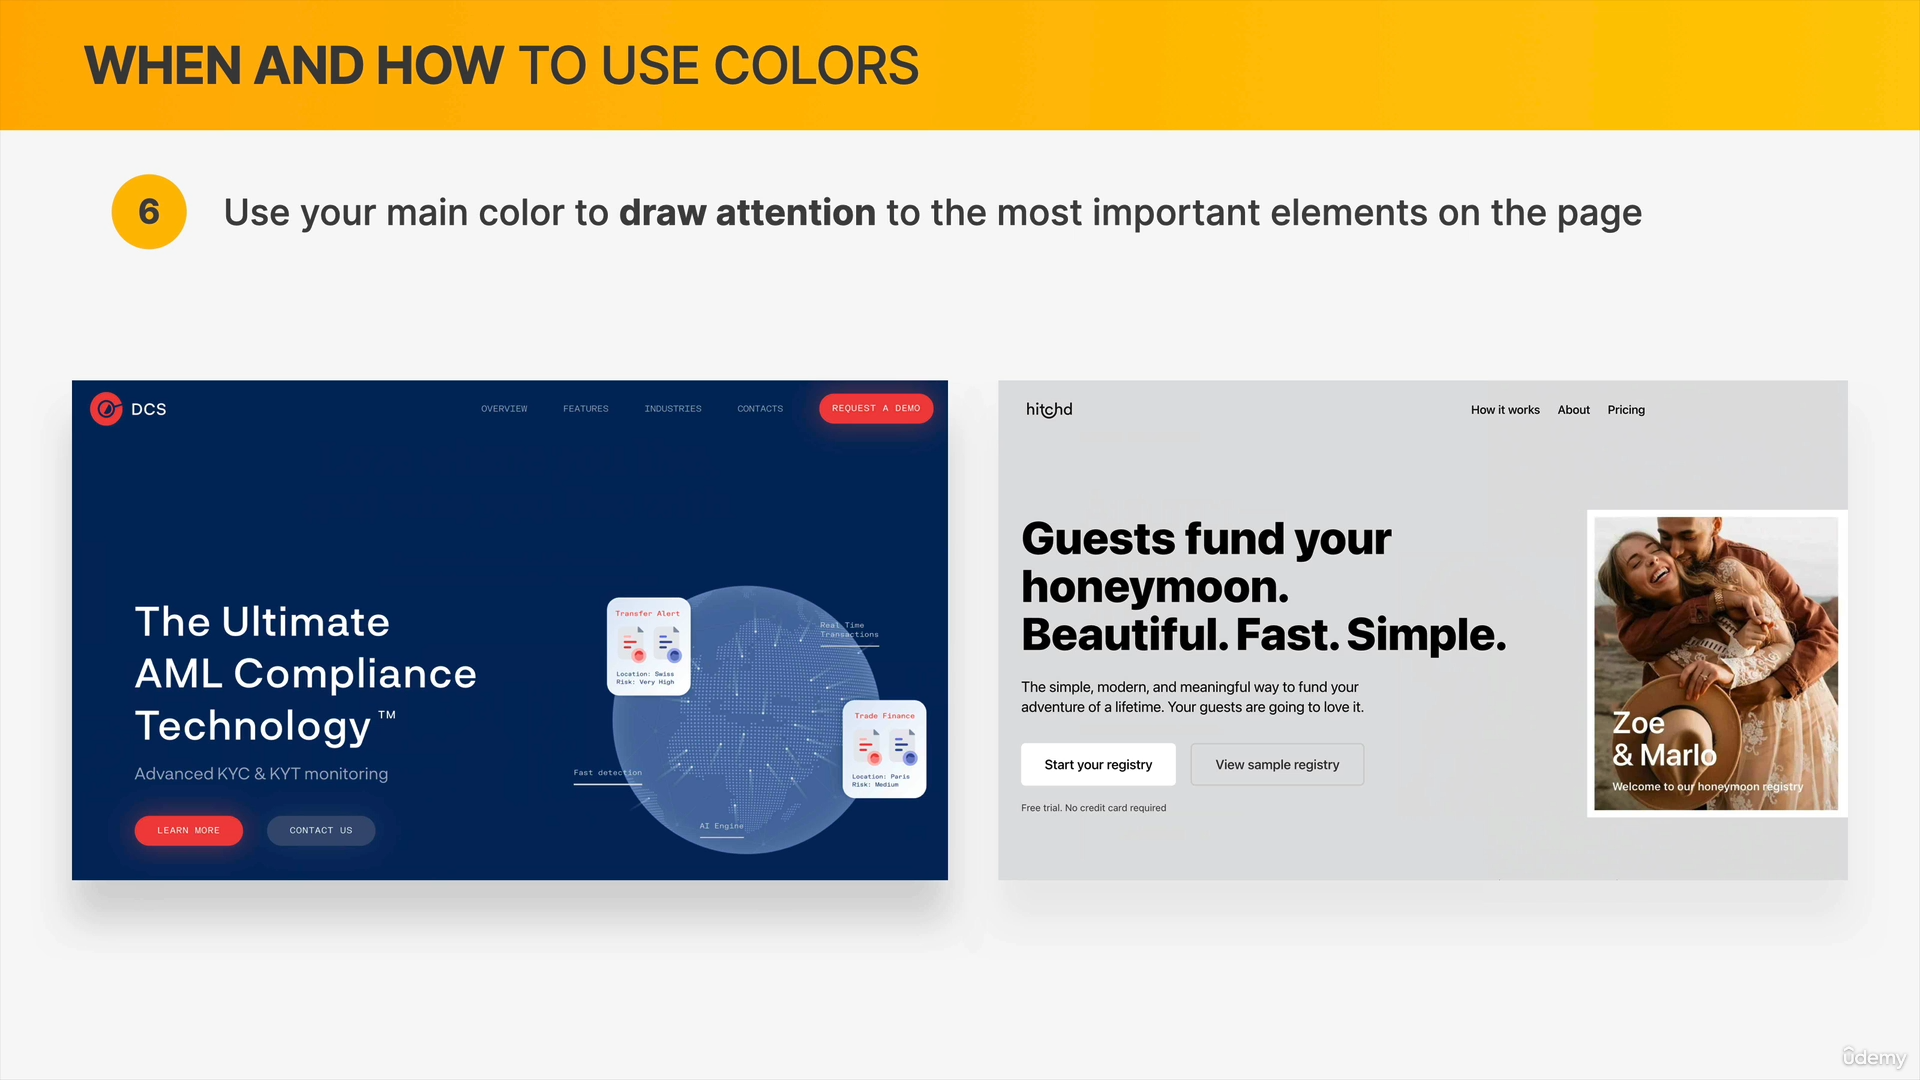 WHEN AND HOW TO USE COLORS
6
Use your main color to draw attention to the most important elements on the page
DCS
OVERVIEW
FEATURES
INDUSTRIES
CONTACTS
REQUEST A DEMO
The Ultimate
AML Compliance
Technology™
Advanced KYC & KYT monitoring
LEARN MORE
CONTACT US
Transfer Alert
Location: Swiss
Risk: Very High
Real Time
Transactions
Trade Finance
Location: Paris
Risk: Medium
Fast detection
AI Engine
hitchd
How it works
About
Pricing
Guests fund your
honeymoon.
Beautiful. Fast. Simple.
The simple, modern, and meaningful way to fund your
adventure of a lifetime. Your guests are going to love it.
Start your registry
View sample registry
Free trial. No credit card required
Zoe
& Marlo
Welcome to our honeymoon registry
ûdemy